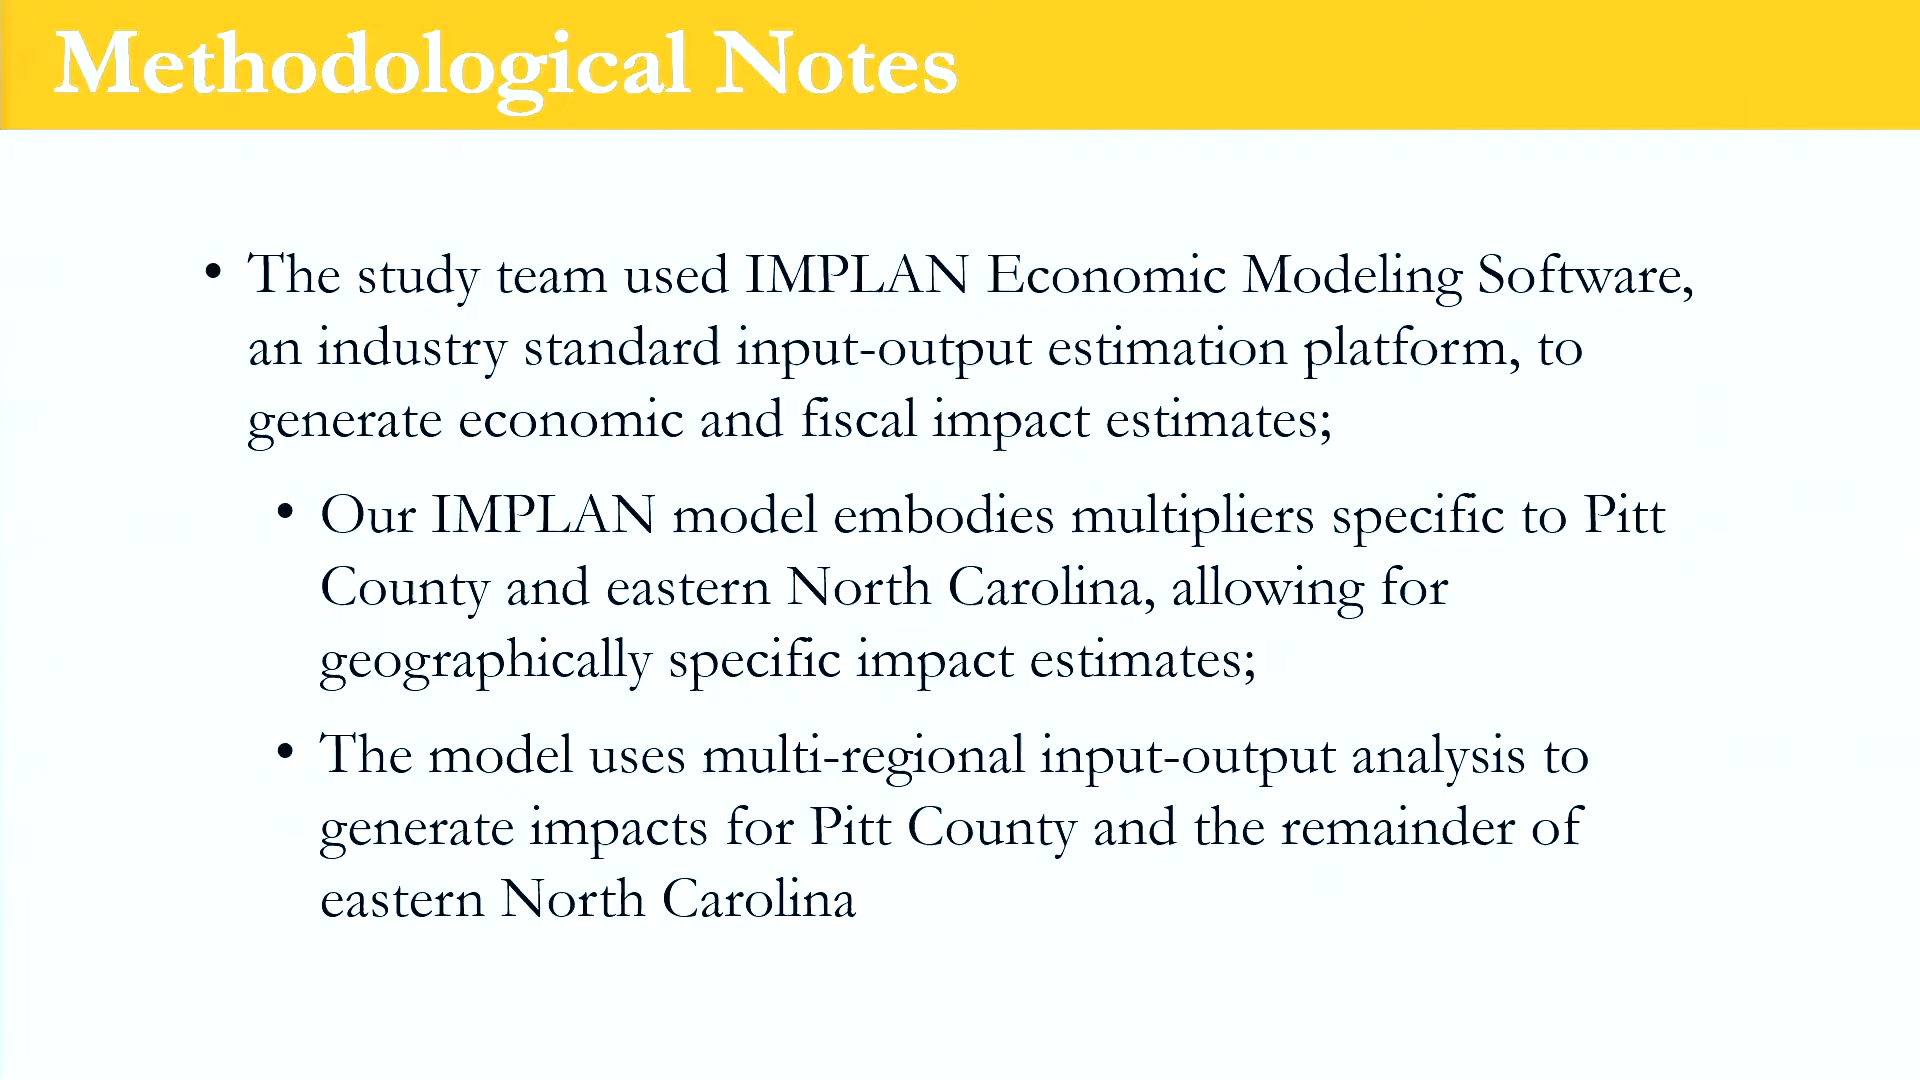 Methodological Notes
• The study team used IMPLAN Economic Modeling Software,
an industry standard input-output estimation platform, to
generate economic and fiscal impact estimates;
• Our IMPLAN model embodies multipliers specific to Pitt
County and eastern North Carolina, allowing for
geographically specific impact estimates;
• The model uses multi-regional input-output analysis to
generate impacts for Pitt County and the remainder of
eastern North Carolina